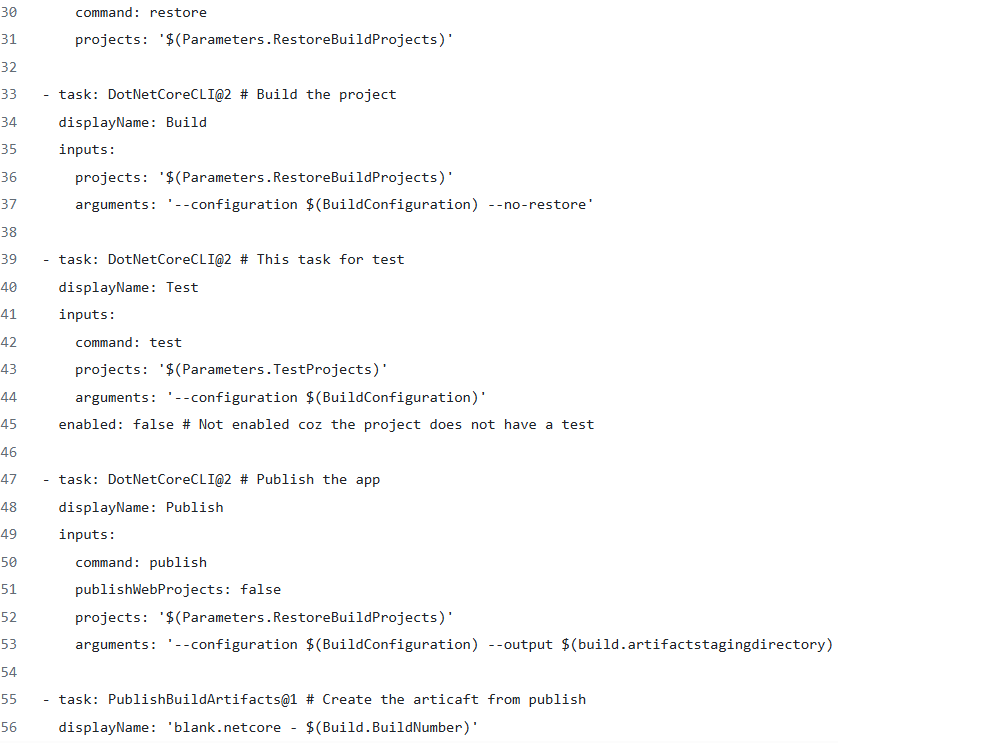 30 command: restore
31 projects: '$(Parameters.RestoreBuildProjects)'
32
33 - task: DotNetCoreCLI@2 # Build the project
34 displayName: Build
35 inputs:
36 projects: '$(Parameters.RestoreBuildProjects)'
37 arguments: '--configuration $(BuildConfiguration) --no-restore'
38
39 - task: DotNetCoreCLI@2 # This task for test
40 displayName: Test
41 inputs:
42 command: test
43 projects: '$(Parameters.TestProjects)'
44 arguments: '--configuration $(BuildConfiguration)'
45 enabled: false # Not enabled coz the project does not have a test
46
47 - task: DotNetCoreCLI@2 # Publish the app
48 displayName: Publish
49 inputs:
50 command: publish
51 publishWebProjects: false
52 projects: '$(Parameters.RestoreBuildProjects)'
53 arguments: '--configuration $(BuildConfiguration) --output $(build.artifactstagingdirectory)
54
55 - task: PublishBuildArtifacts@1 # Create the articaft from publish
56 displayName: 'blank.netcore - $(Build.BuildNumber)'